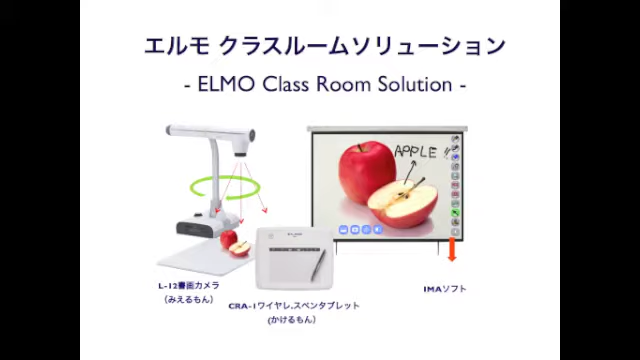 エルモ クラスルームソリューション
- ELMO Class Room Solution -
APPLE !!
L-12書画カメラ
（みえるもん）
CRA-1ワイヤレスペンタブレット
(かけるもん）
IMAソフト